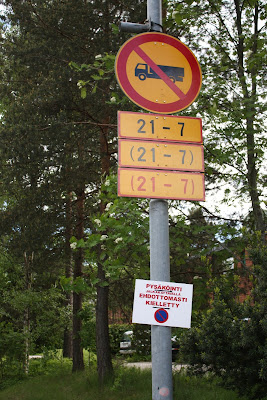 21 - 7
(21 - 7)
(21 - 7)
PYSÄKÖINTI
EHDOTTOMASTI
KIELLETTY